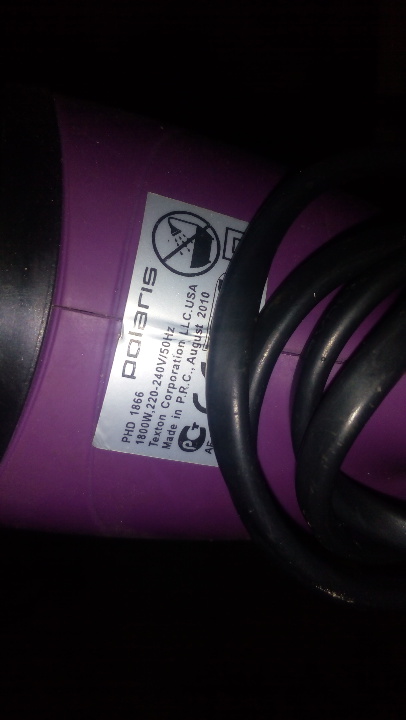 polaris
PHD 1866
1800W,220-240V/50Hz
Texton Corporation LLC.USA
Made in P.R.C., August 2010